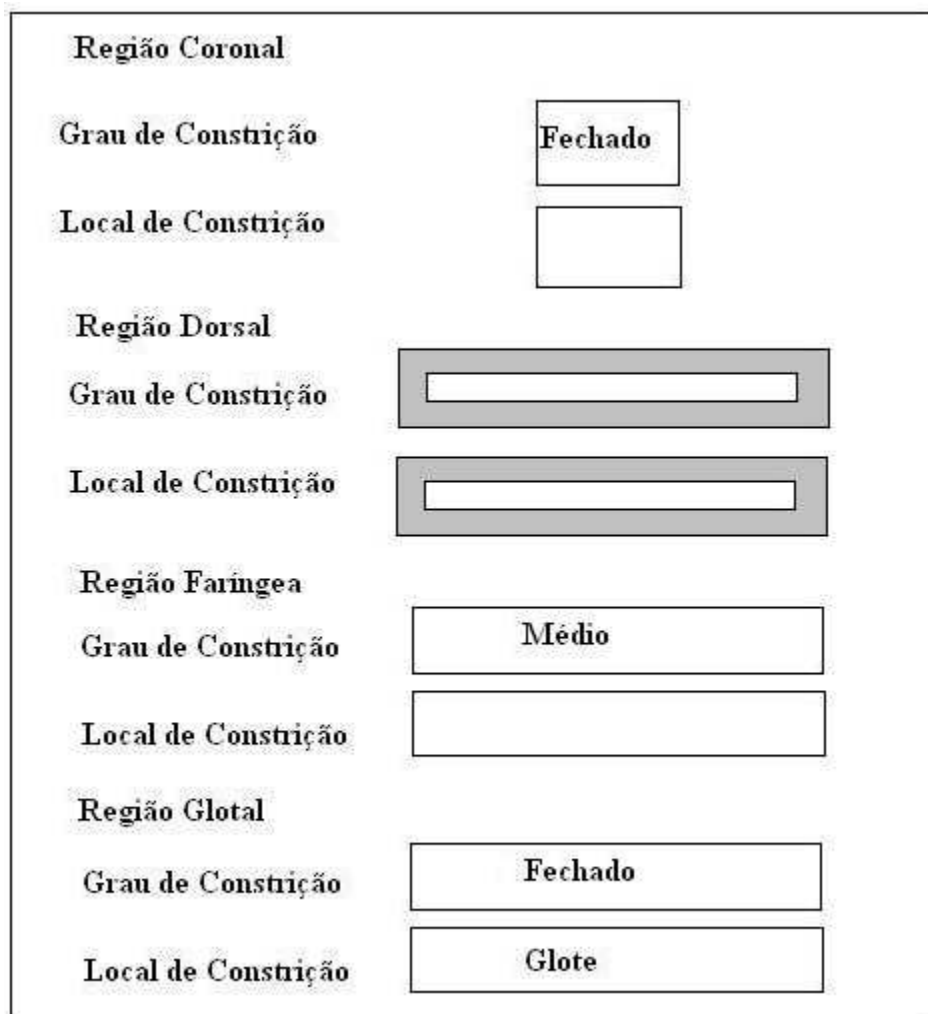 Região Coronal
Grau de Constrição
Fechado
Local de Constrição
Região Dorsal
Grau de Constrição
Local de Constrição
Região Faríngea
Grau de Constrição
Médio
Local de Constrição
Região Glotal
Grau de Constrição
Fechado
Local de Constrição
Glote